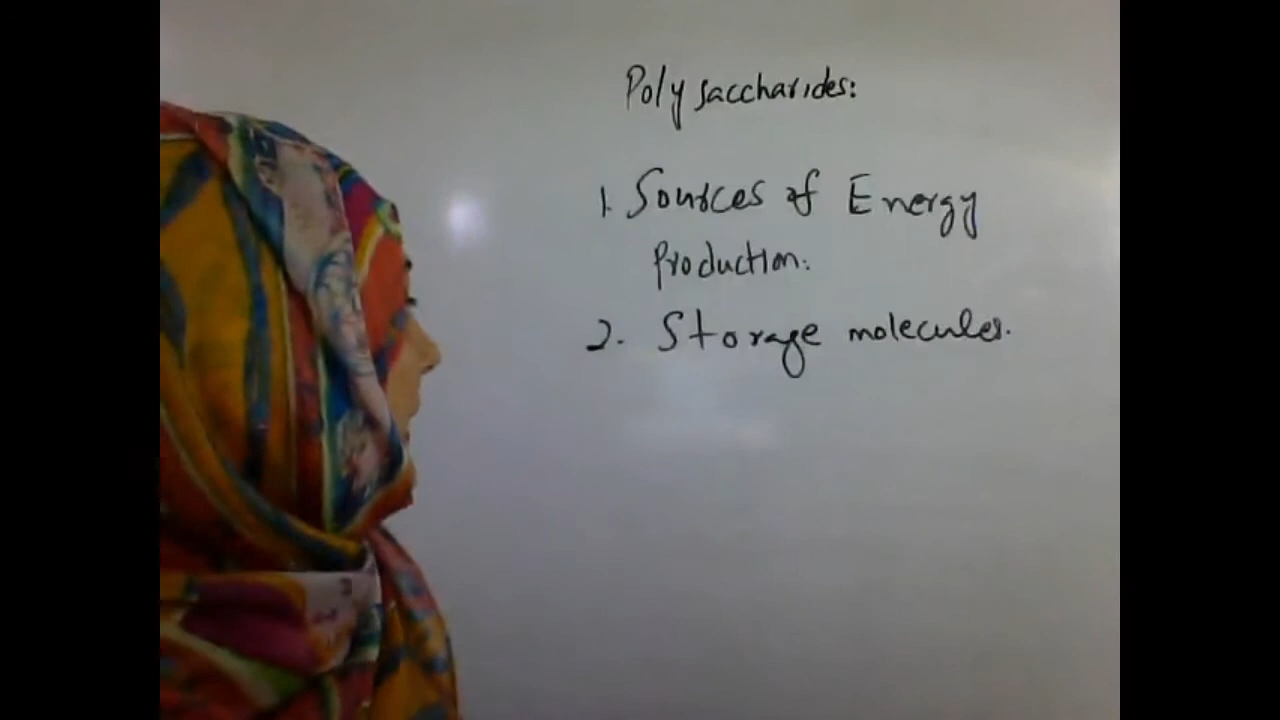 Polysaccharides:
1. Sources of Energy
Production:
2. Storage molecules.